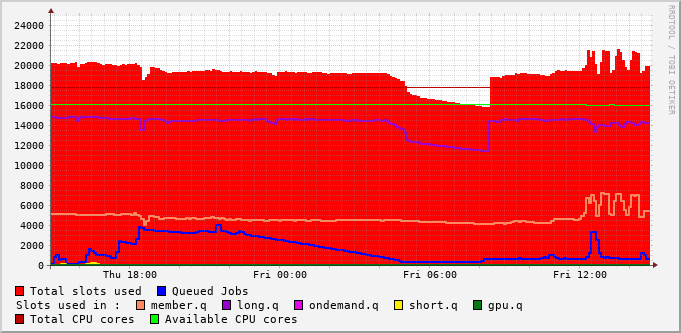 RRDTOOL / TOBI OETIKER
24000
22000
20000
18000
16000
14000
12000
10000
8000
6000
4000
2000
0
Thu 18:00 Fri 00:00 Fri 06:00 Fri 12:00
Total slots used Queued Jobs
Slots used in : member.q long.q ondemand.q short.q gpu.q
Total CPU cores Available CPU cores